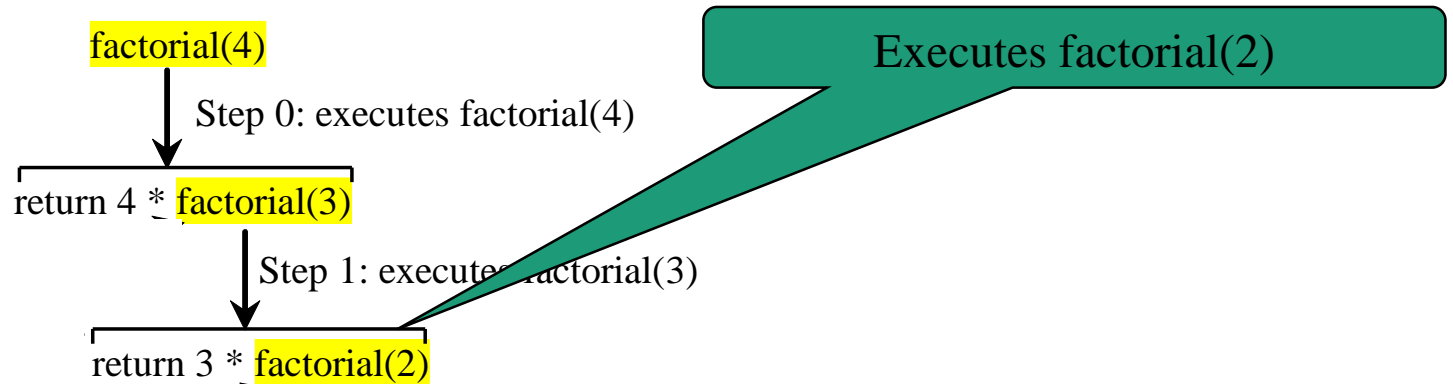 factorial(4)
Executes factorial(2)
Step 0: executes factorial(4)
return 4 * factorial(3)
Step 1: executes factorial(3)
return 3 * factorial(2)